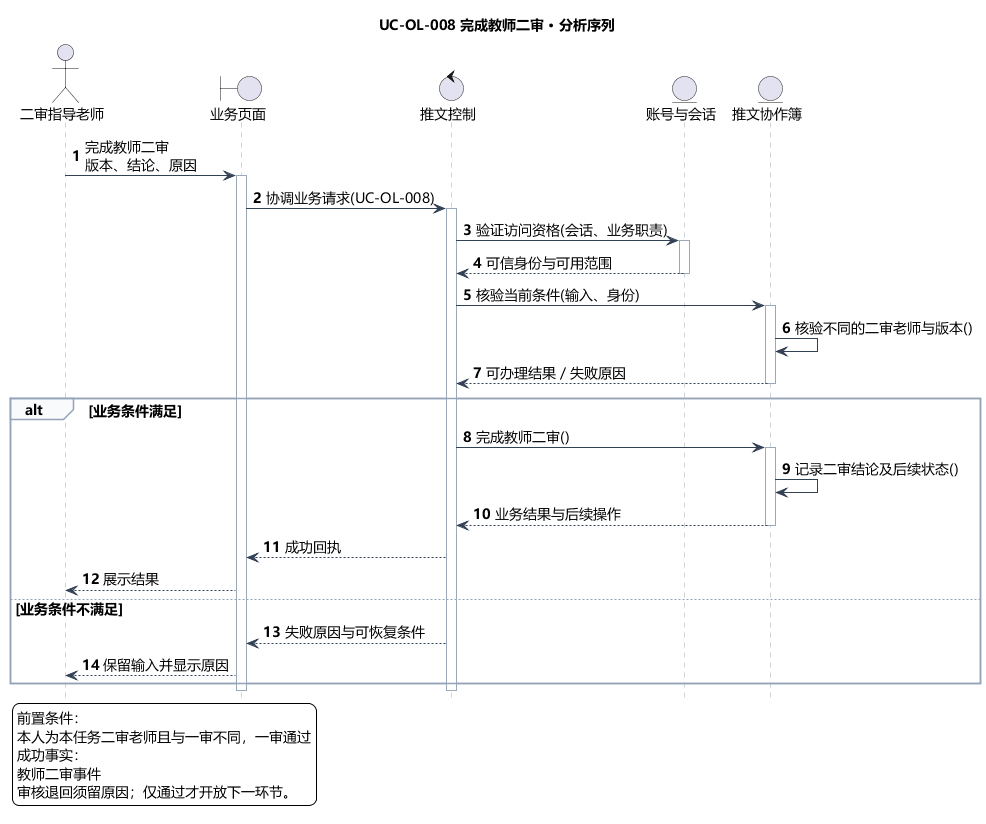 UC-OL-008 完成教师二审 · 分析序列
二审指导老师
业务页面
推文控制
账号与会话
推文协作簿
1 完成教师二审
版本、结论、原因
2 协调业务请求(UC-OL-008)
3 验证访问资格(会话、业务职责)
4 可信身份与可用范围
5 核验当前条件(输入、身份)
6 核验不同的二审老师与版本()
7 可办理结果 / 失败原因
alt [业务条件满足]
8 完成教师二审()
9 记录二审结论及后续状态()
10 业务结果与后续操作
11 成功回执
12 展示结果
[业务条件不满足]
13 失败原因与可恢复条件
14 保留输入并显示原因
前置条件：
本人为本任务二审老师且与一审不同，一审通过
成功事实：
教师二审事件
审核退回须留原因；仅通过才开放下一环节。